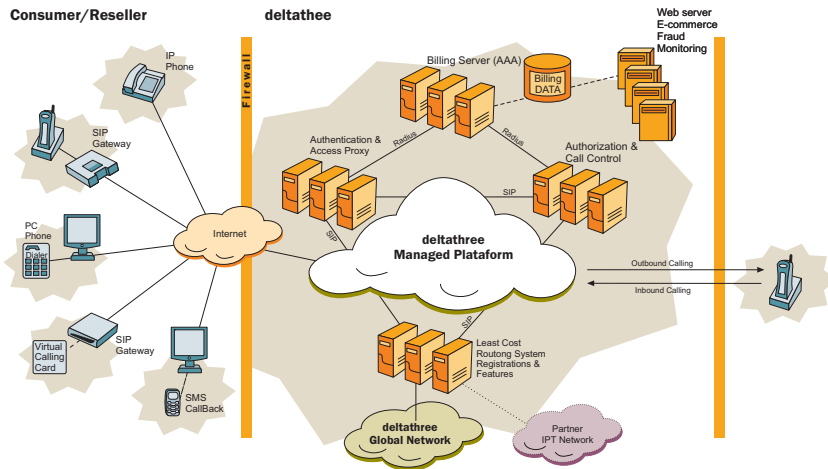 Consumer/Reseller
deltathee
Web server
E-commerce
Fraud
Monitoring
IP
Phone
Firewall
Billing Server (AAA)
Billing
DATA
SIP
Gateway
Authentication &
Access Proxy
Radius
Radius
Authorization &
Call Control
SIP
PC
Phone
Dialer
Internet
SIP
deltathree
Managed Plataform
Outbound Calling
Inbound Calling
SIP
Virtual
Calling
Card
SIP
Gateway
Least Cost
Routong System
Registrations &
Features
SMS
CallBack
deltathree
Global Network
Partner
IPT Network